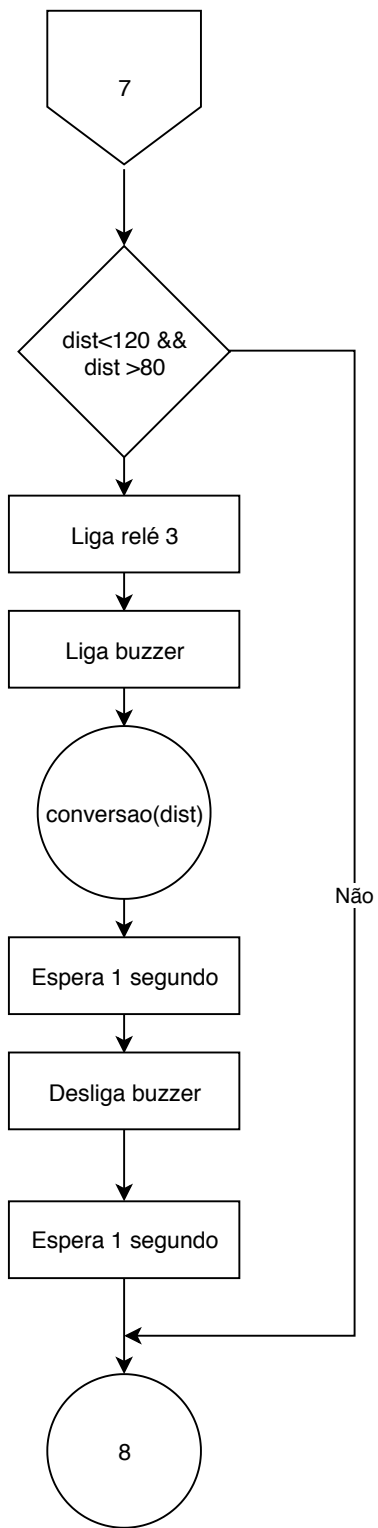 7
dist<120 &&
dist >80
Liga relé 3
Liga buzzer
conversao(dist)
Não
Espera 1 segundo
Desliga buzzer
Espera 1 segundo
8